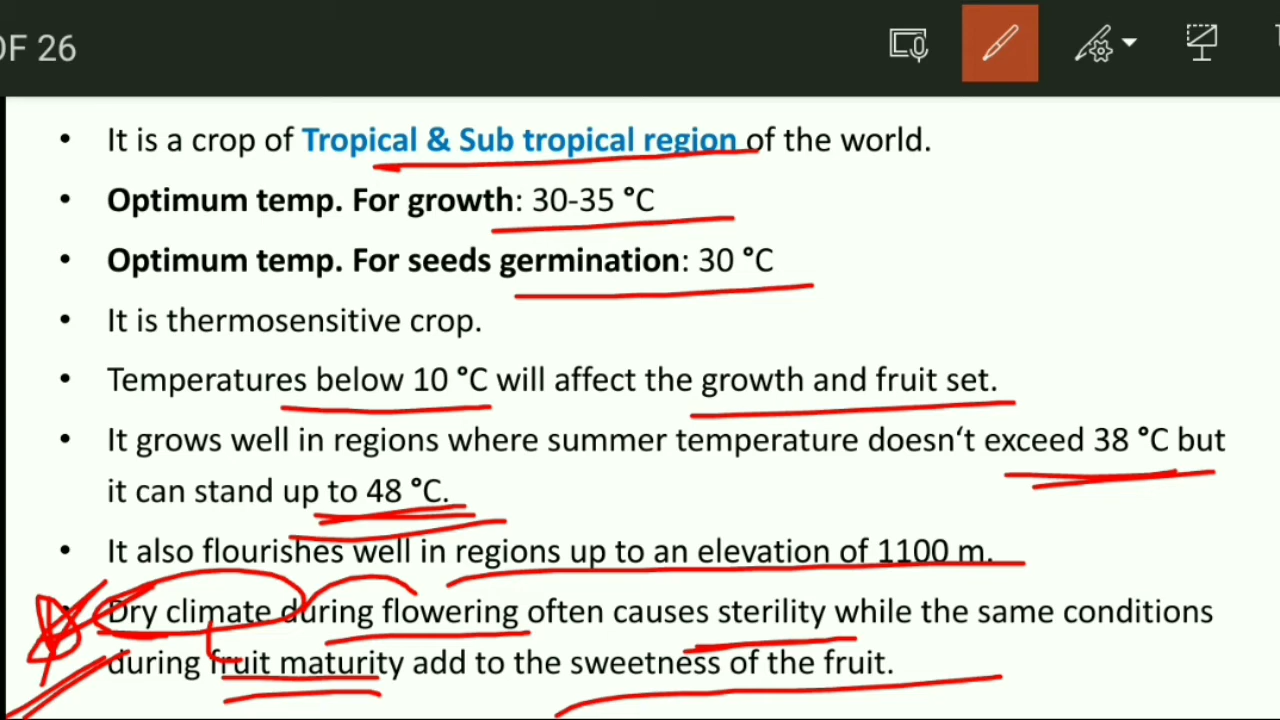 OF 26
• It is a crop of Tropical & Sub tropical region of the world.
• Optimum temp. For growth: 30-35 °C
• Optimum temp. For seeds germination: 30 °C
• It is thermosensitive crop.
• Temperatures below 10 °C will affect the growth and fruit set.
• It grows well in regions where summer temperature doesn‘t exceed 38 °C but
it can stand up to 48 °C.
• It also flourishes well in regions up to an elevation of 1100 m.
• Dry climate during flowering often causes sterility while the same conditions
during fruit maturity add to the sweetness of the fruit.